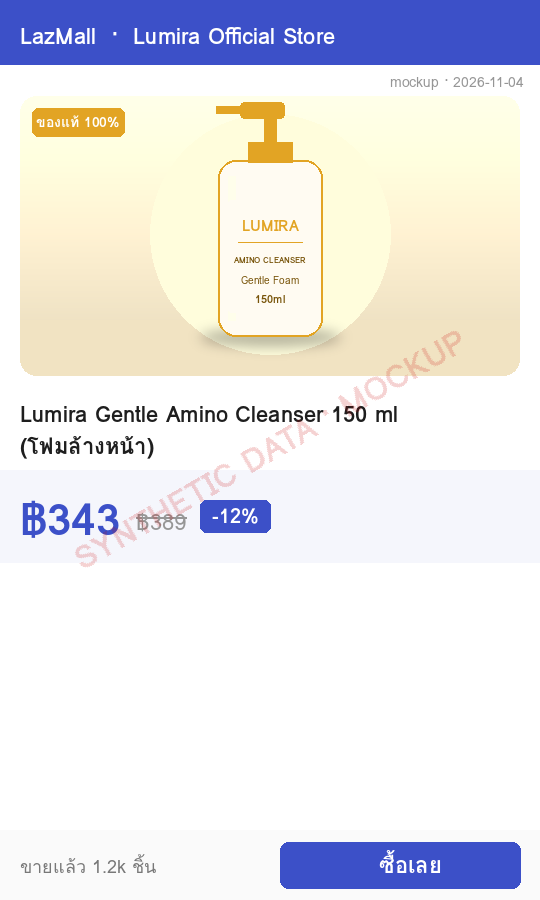 LazMall · Lumira Official Store
mockup · 2026-11-04
ของแท้ 100%
LUMIRA
AMINO CLEANSER
Gentle Foam
150ml
Lumira Gentle Amino Cleanser 150 ml
(โฟมล้างหน้า)
฿343 ฿389 -12%
SYNTHETIC DATA · MOCKUP
ขายแล้ว 1.2k ชิ้น
ซื้อเลย